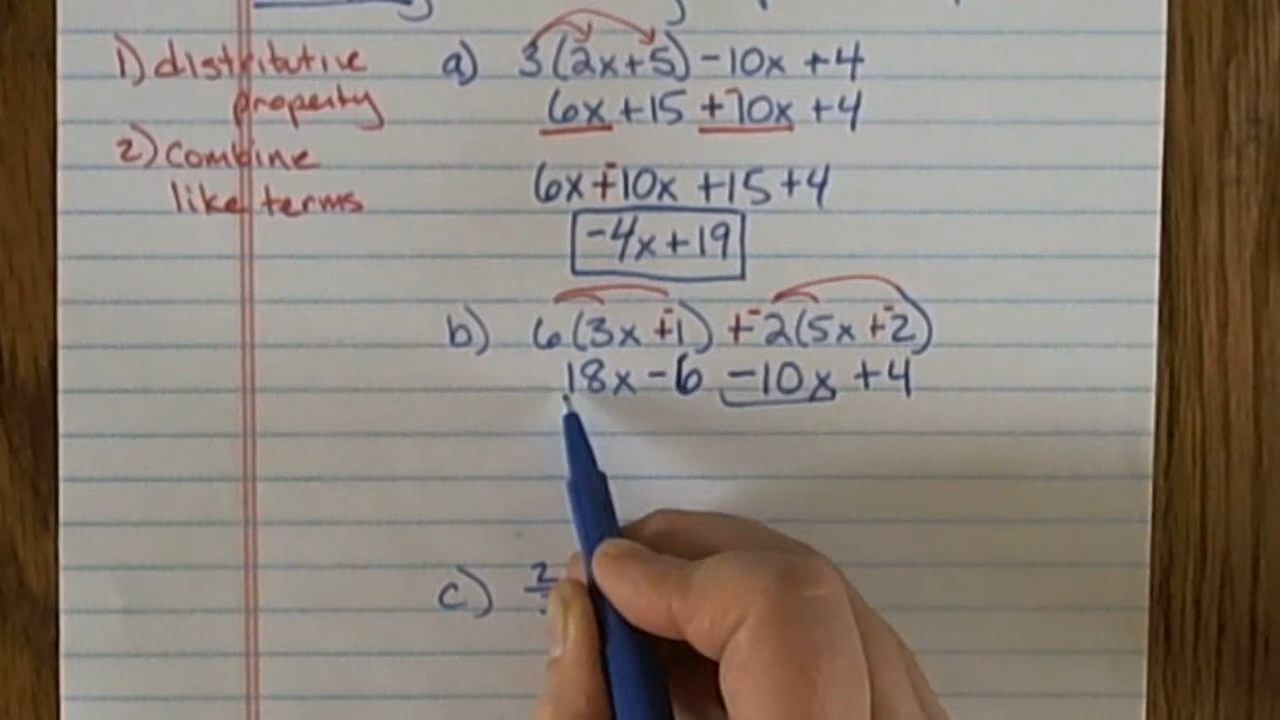 1) distributive property
a) 3(2x+5)-10x+4
6x+15+-10x+4
2) combine like terms
6x+-10x+15+4
-4x+19
b) 6(3x+-1)+-2(5x+-2)
18x-6-10x+4
c) 2